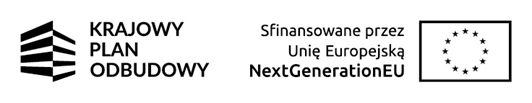 KRAJOWY
PLAN
ODBUDOWY
Sfinansowane przez
Unię Europejską
NextGenerationEU